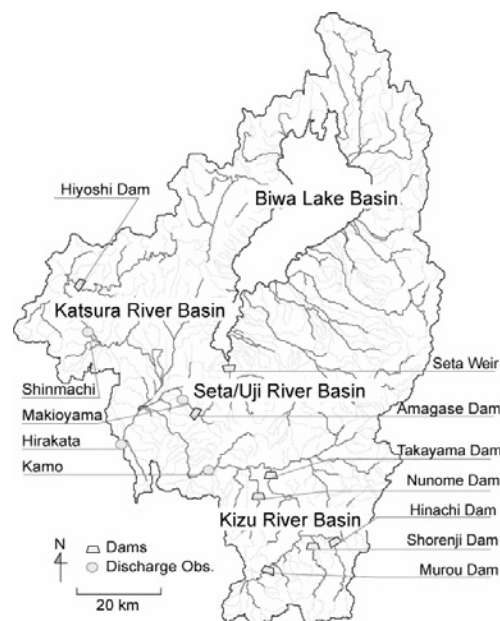 Biwa Lake Basin
Hiyoshi Dam
Katsura River Basin
Seta Weir
Shinmachi
Seta/Uji River Basin
Makioyama
Amagase Dam
Hirakata
Takayama Dam
Kamo
Nunome Dam
Hinachi Dam
Kizu River Basin
Shorenji Dam
Murou Dam
N
Dams
Discharge Obs.
20 km